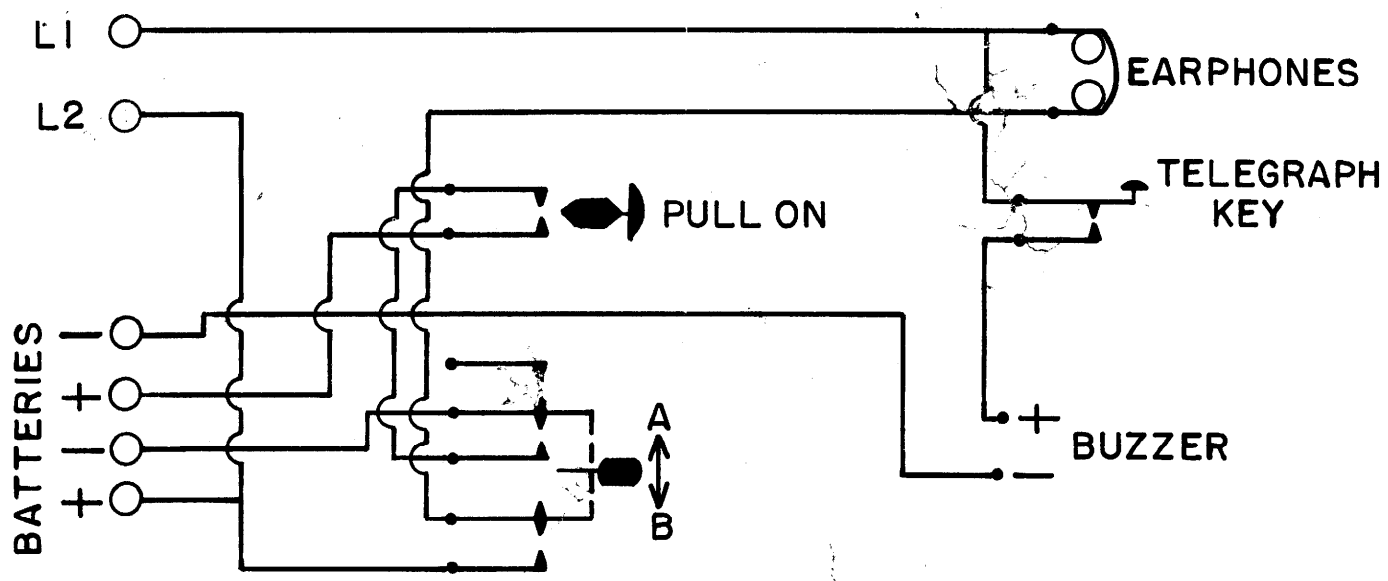 L1
L2
EARPHONES
TELEGRAPH
KEY
PULL ON
BATTERIES
−
+
−
+
A
B
+
−
BUZZER